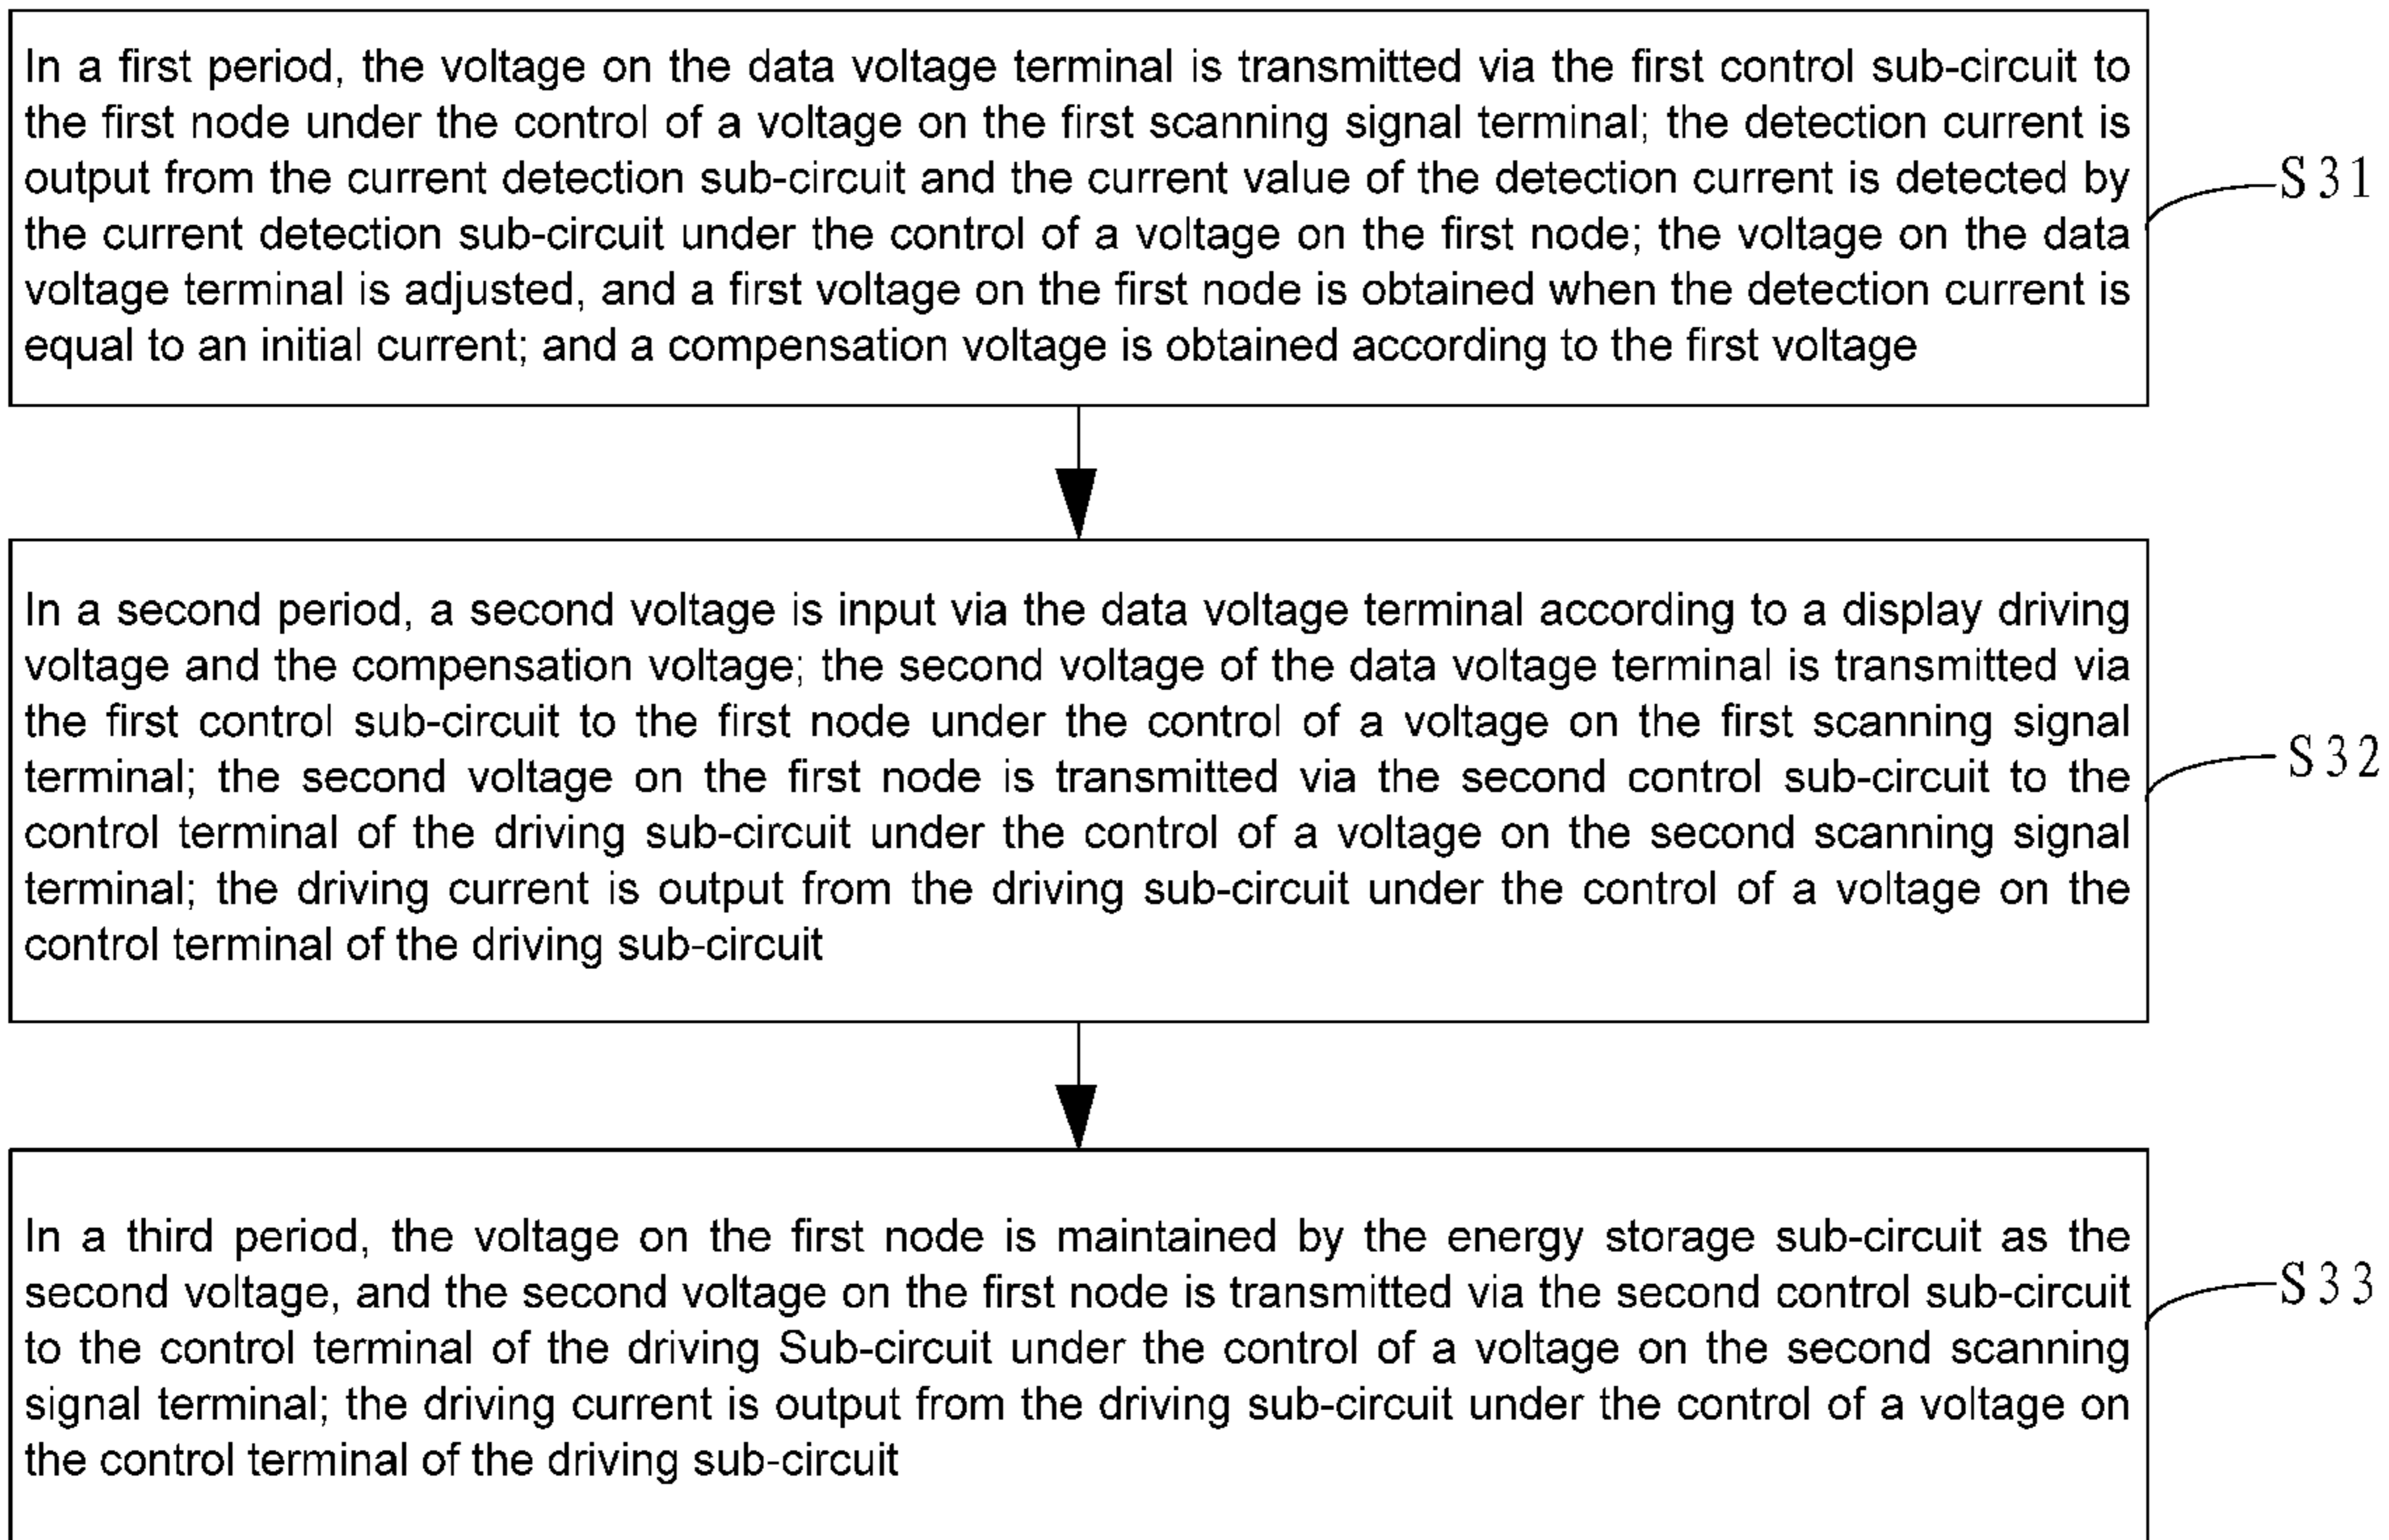 In a first period, the voltage on the data voltage terminal is transmitted via the first control sub-circuit to
the first node under the control of a voltage on the first scanning signal terminal; the detection current is
output from the current detection sub-circuit and the current value of the detection current is detected by
the current detection sub-circuit under the control of a voltage on the first node; the voltage on the data
voltage terminal is adjusted, and a first voltage on the first node is obtained when the detection current is
equal to an initial current; and a compensation voltage is obtained according to the first voltage
S31
In a second period, a second voltage is input via the data voltage terminal according to a display driving
voltage and the compensation voltage; the second voltage of the data voltage terminal is transmitted via
the first control sub-circuit to the first node under the control of a voltage on the first scanning signal
terminal; the second voltage on the first node is transmitted via the second control sub-circuit to the
control terminal of the driving sub-circuit under the control of a voltage on the second scanning signal
terminal; the driving current is output from the driving sub-circuit under the control of a voltage on the
control terminal of the driving sub-circuit
S32
In a third period, the voltage on the first node is maintained by the energy storage sub-circuit as the
second voltage, and the second voltage on the first node is transmitted via the second control sub-circuit
to the control terminal of the driving Sub-circuit under the control of a voltage on the second scanning
signal terminal; the driving current is output from the driving sub-circuit under the control of a voltage on
the control terminal of the driving sub-circuit
S33